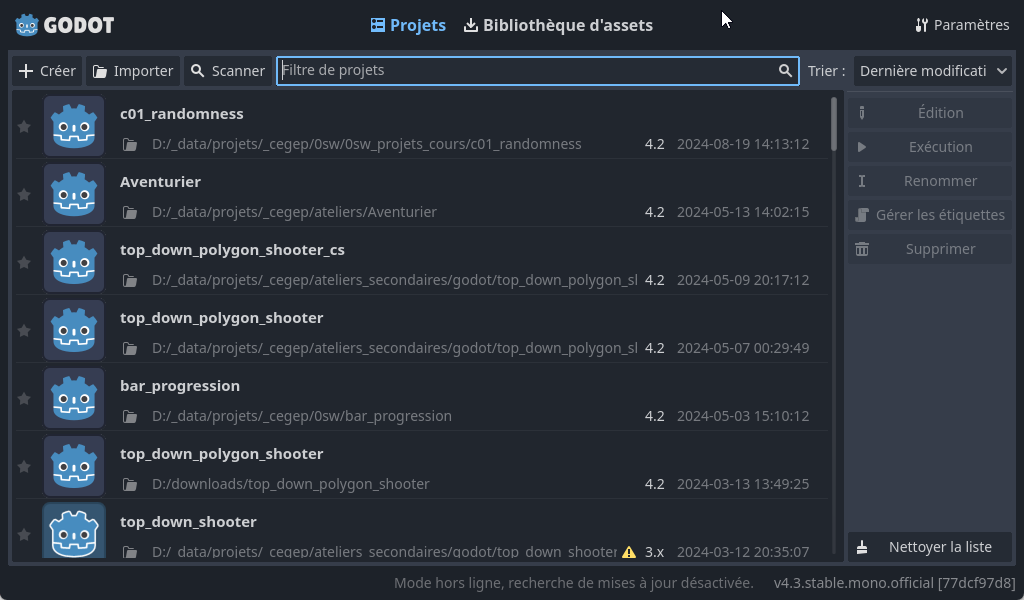 GODOT
Projets
Bibliothèque d'assets
Paramètres
Créer
Importer
Scanner
Filtre de projets
Trier :
Dernière modificati
c01_randomness
D:/_data/projets/_cegep/0sw/0sw_projets_cours/c01_randomness
4.2 2024-08-19 14:13:12
Aventurier
D:/_data/projets/_cegep/ateliers/Aventurier
4.2 2024-05-13 14:02:15
top_down_polygon_shooter_cs
D:/_data/projets/_cegep/ateliers_secondaires/godot/top_down_polygon_sl
4.2 2024-05-09 20:17:12
top_down_polygon_shooter
D:/_data/projets/_cegep/ateliers_secondaires/godot/top_down_polygon_sl
4.2 2024-05-07 00:29:49
bar_progression
D:/_data/projets/_cegep/0sw/bar_progression
4.2 2024-05-03 15:10:12
top_down_polygon_shooter
D:/downloads/top_down_polygon_shooter
4.2 2024-03-13 13:49:25
top_down_shooter
D:/_data/projets/_cegep/ateliers_secondaires/godot/top_down_shooter
3.x 2024-03-12 20:35:07
Édition
Exécution
Renommer
Gérer les étiquettes
Supprimer
Nettoyer la liste
Mode hors ligne, recherche de mises à jour désactivée.
v4.3.stable.mono.official [77dcf97d8]